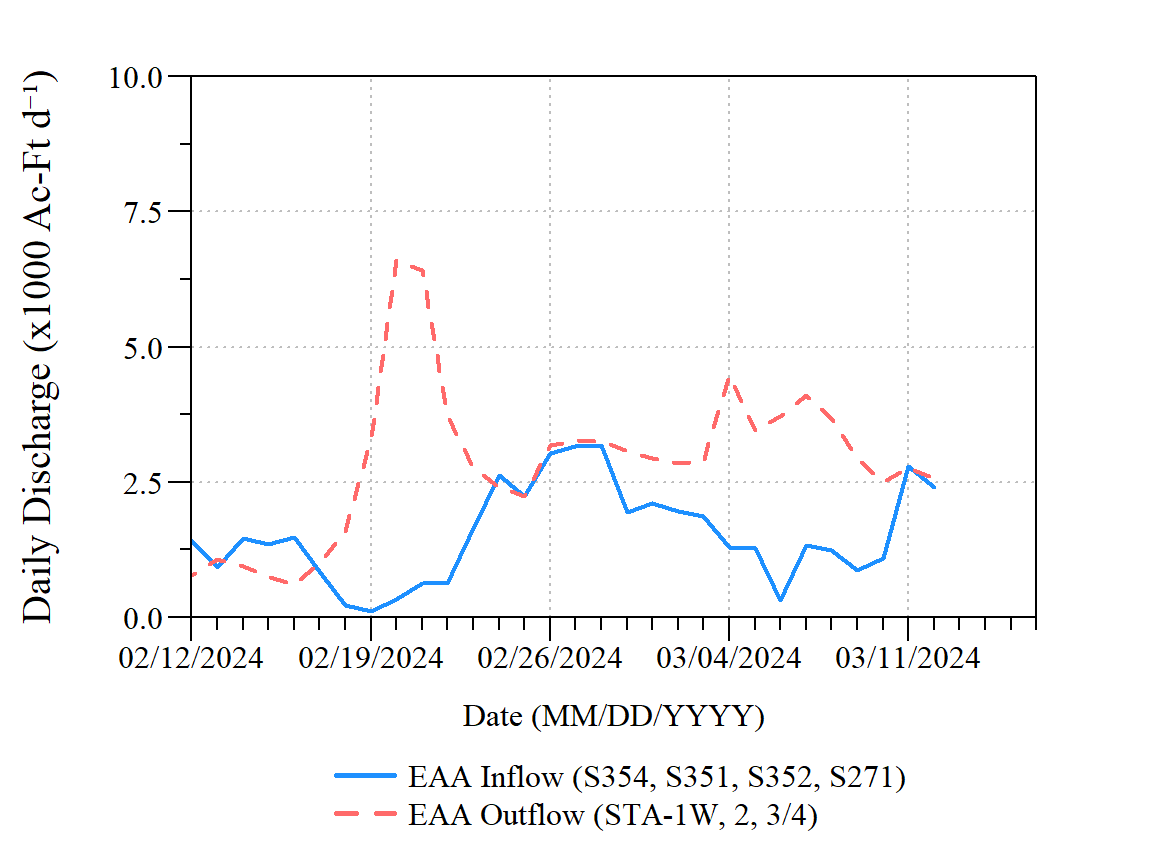 Daily Discharge (x1000 Ac-Ft d⁻¹)
10.0
7.5
5.0
2.5
0.0
02/12/2024 02/19/2024 02/26/2024 03/04/2024 03/11/2024
Date (MM/DD/YYYY)
EAA Inflow (S354, S351, S352, S271)
EAA Outflow (STA-1W, 2, 3/4)